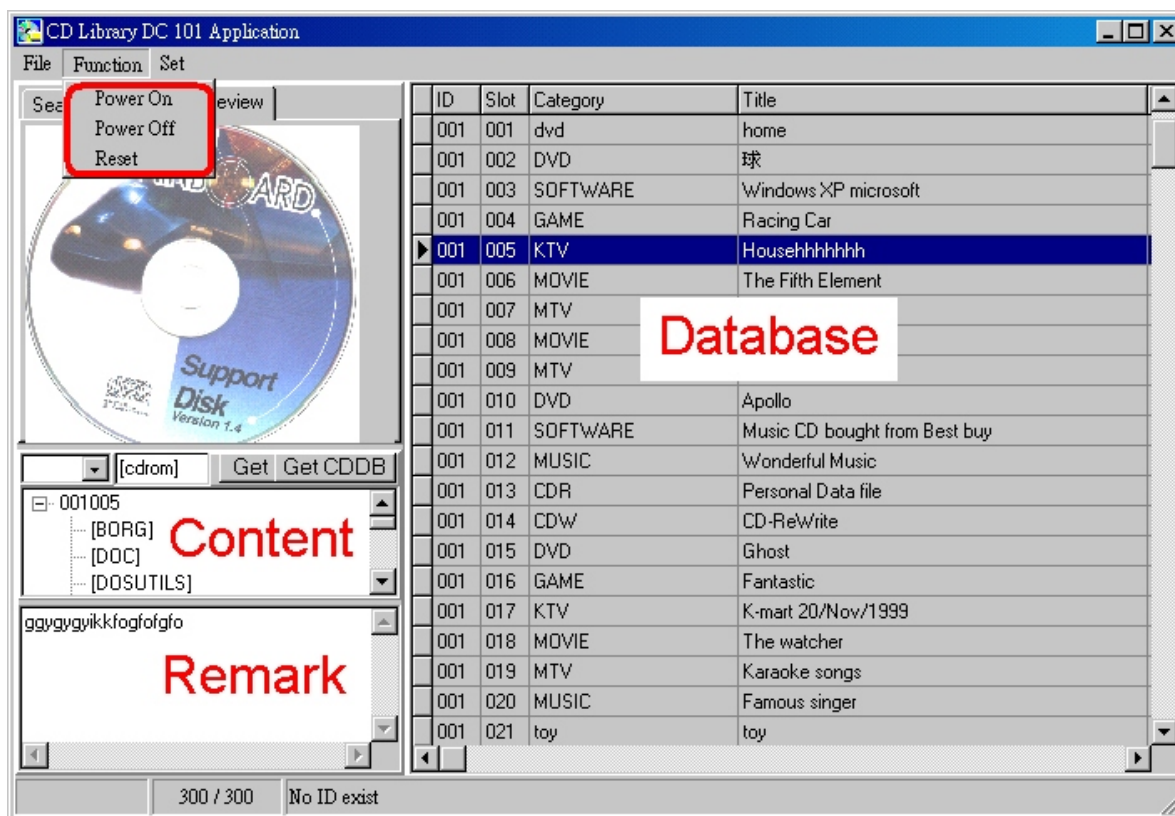 CD Library DC 101 Application
File Function Set
Power On
Power Off
Reset
Sea
eview
ARD
Support
Disk
Version 1.4
[cdrom] Get Get CDDB
001005
[BORG]
[DOC]
[DOSUTILS]
Content
ggygygyikkfogfofgfo
Remark
ID Slot Category Title
001 001 dvd home
001 002 DVD 球
001 003 SOFTWARE Windows XP microsoft
001 004 GAME Racing Car
001 005 KTV Househhhhhhh
001 006 MOVIE The Fifth Element
001 007 MTV
001 008 MOVIE
001 009 MTV
Database
001 010 DVD Apollo
001 011 SOFTWARE Music CD bought from Best buy
001 012 MUSIC Wonderful Music
001 013 CDR Personal Data file
001 014 CDW CD-ReWrite
001 015 DVD Ghost
001 016 GAME Fantastic
001 017 KTV K-mart 20/Nov/1999
001 018 MOVIE The watcher
001 019 MTV Karaoke songs
001 020 MUSIC Famous singer
001 021 toy toy
300 / 300 No ID exist